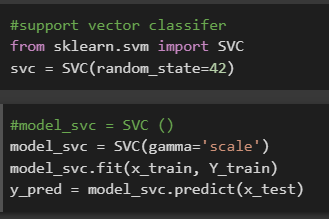 #support vector classifer
from sklearn.svm import SVC
svc = SVC(random_state=42)
#model_svc = SVC ()
model_svc = SVC(gamma='scale')
model_svc.fit(x_train, Y_train)
y_pred = model_svc.predict(x_test)